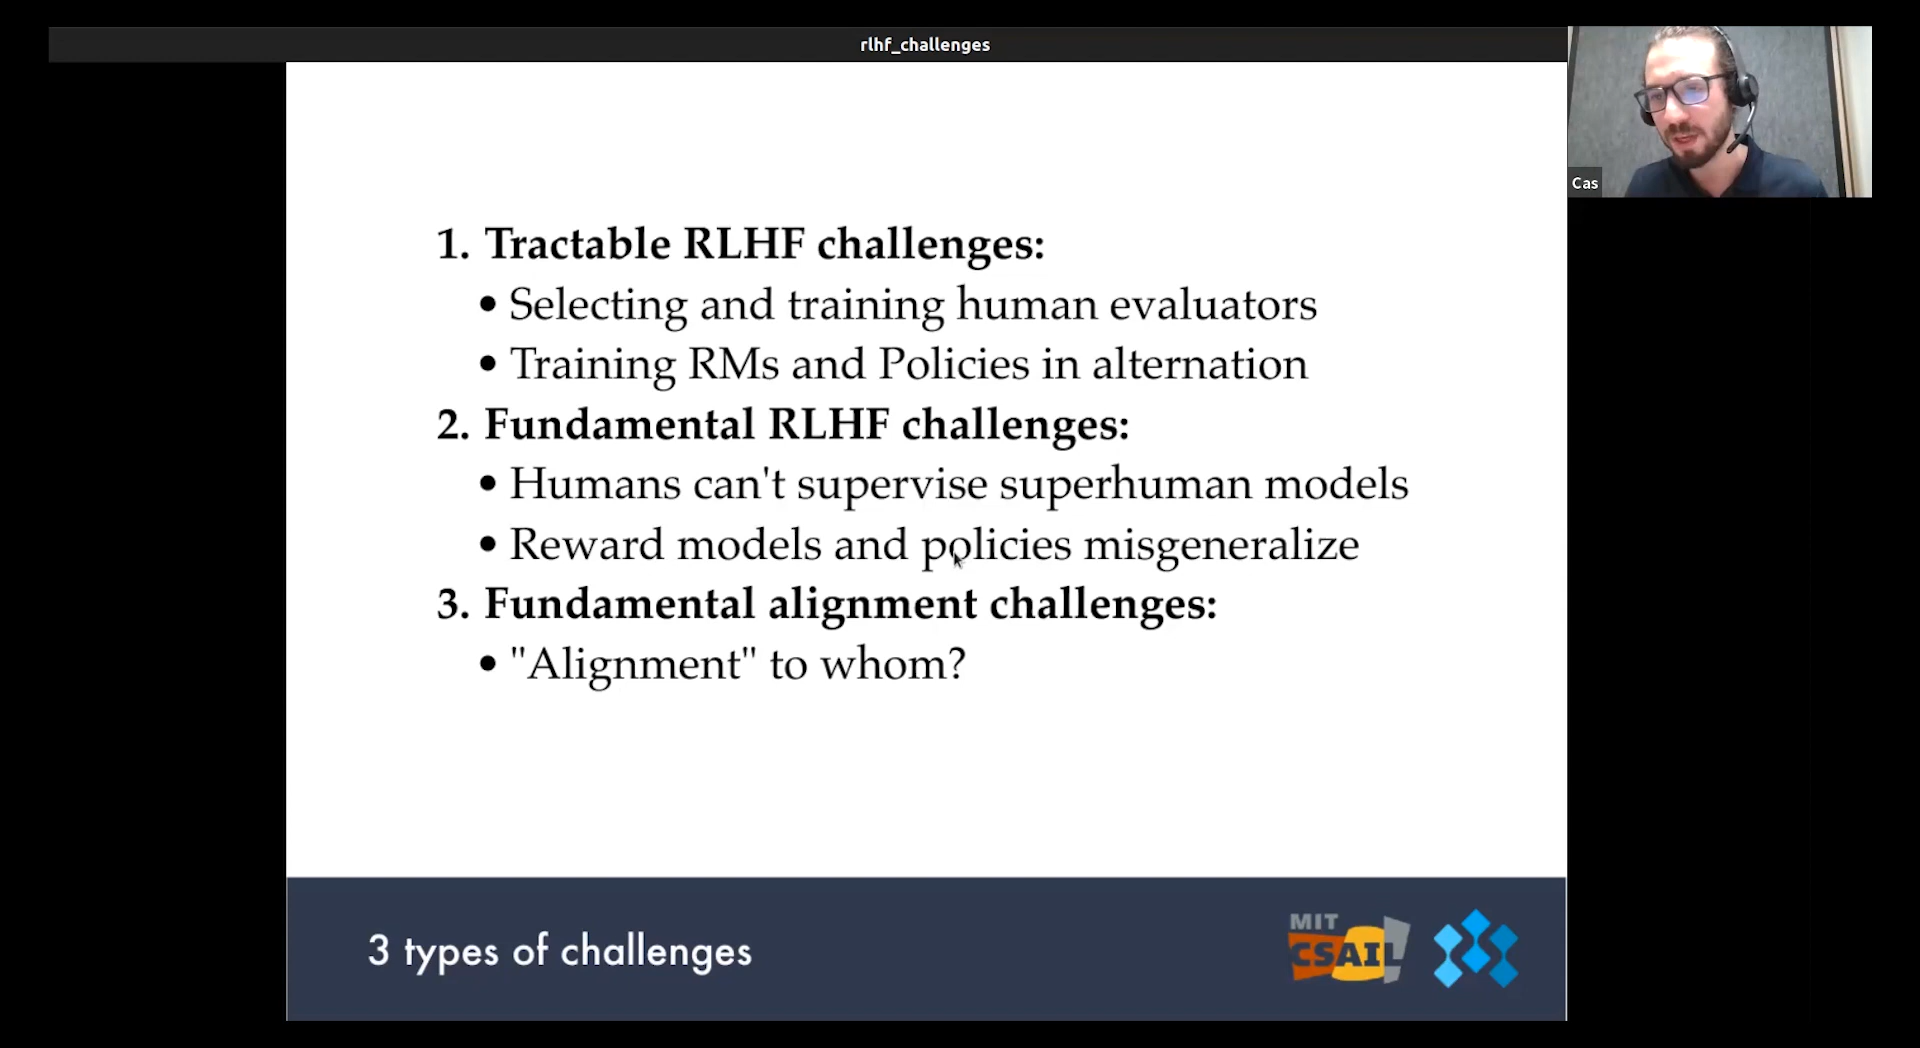 rlhf_challenges
Cas
1. Tractable RLHF challenges:
• Selecting and training human evaluators
• Training RMs and Policies in alternation
2. Fundamental RLHF challenges:
• Humans can't supervise superhuman models
• Reward models and policies misgeneralize
3. Fundamental alignment challenges:
• "Alignment" to whom?
3 types of challenges
MIT
CSAIL